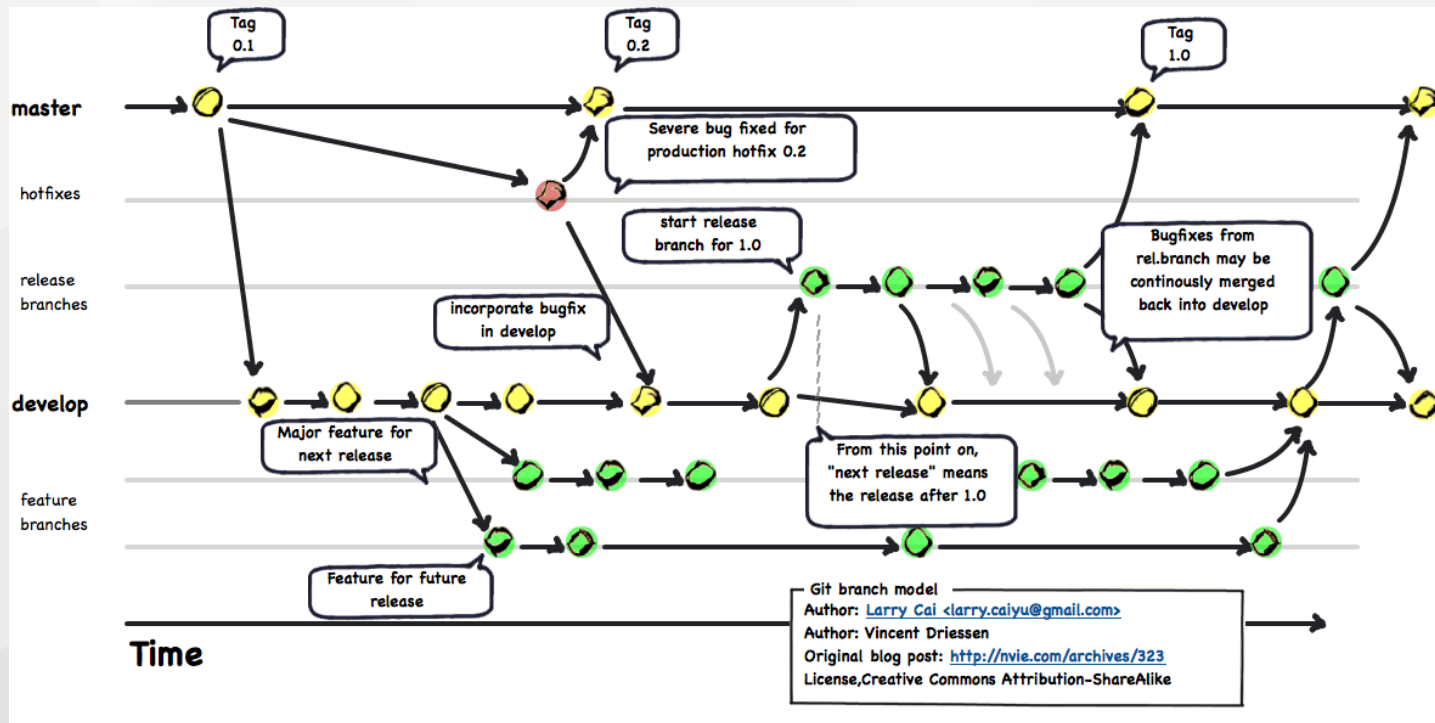 Tag
0.1
Tag
0.2
Tag
1.0
master
Severe bug fixed for
production hotfix 0.2
hotfixes
start release
branch for 1.0
Bugfixes from
rel.branch may be
continously merged
back into develop
release
branches
incorporate bugfix
in develop
develop
Major feature for
next release
From this point on,
"next release" means
the release after 1.0
feature
branches
Feature for future
release
Git branch model
Author: Larry Cai <larry.caiyu@gmail.com>
Author: Vincent Driessen
Original blog post: http://nvie.com/archives/323
License,Creative Commons Attribution-ShareAlike
Time